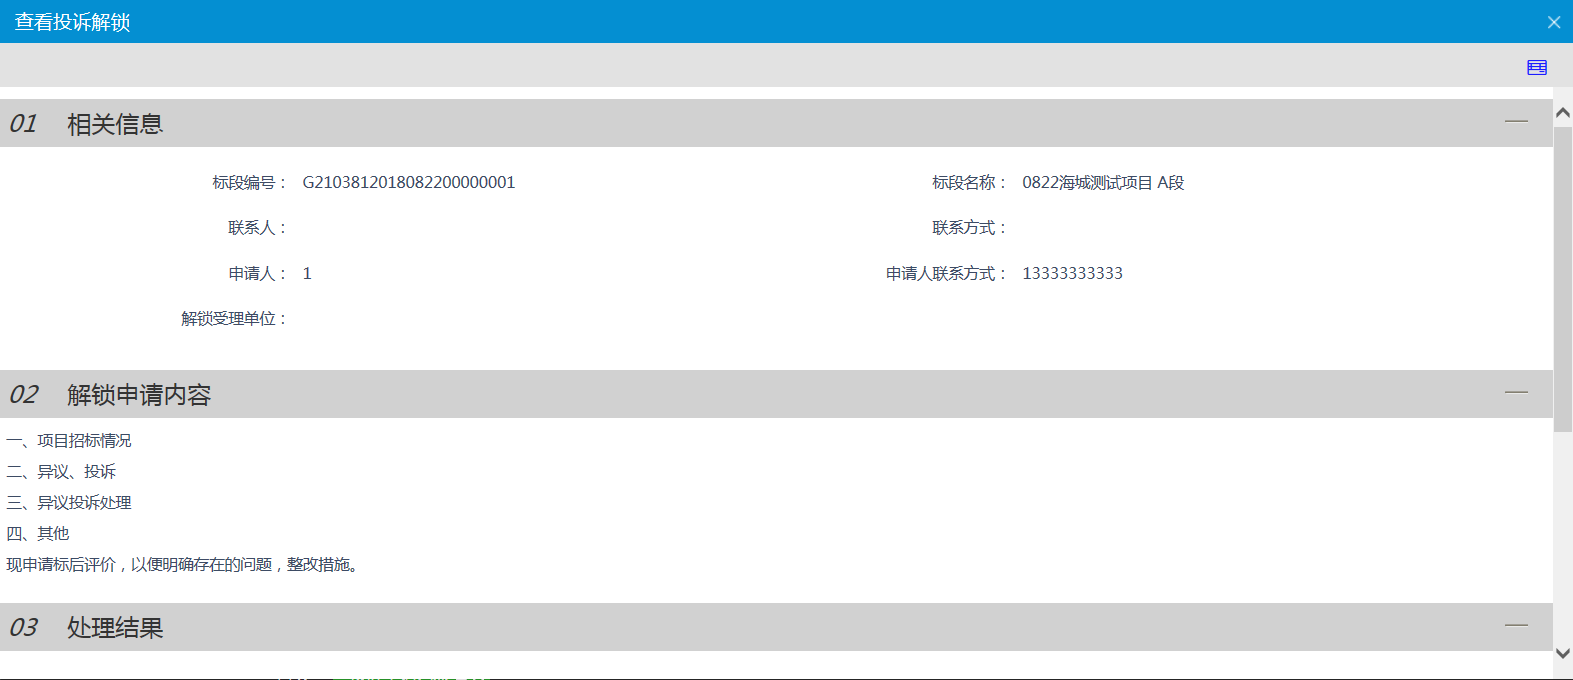 查看投诉解锁
01 相关信息
标段编号： G2103812018082200000001 标段名称： 0822海城测试项目 A段
联系人： 联系方式：
申请人： 1 申请人联系方式： 13333333333
解锁受理单位：
02 解锁申请内容
一、项目招标情况
二、异议、投诉
三、异议投诉处理
四、其他
现申请标后评价，以便明确存在的问题，整改措施。
03 处理结果